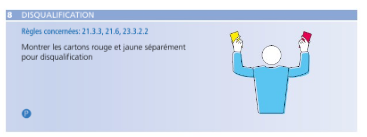 8 DISQUALIFICATION
Règles concernées: 21.3.3, 21.6, 23.3.2.2
Montrer les cartons rouge et jaune séparément
pour disqualification
P